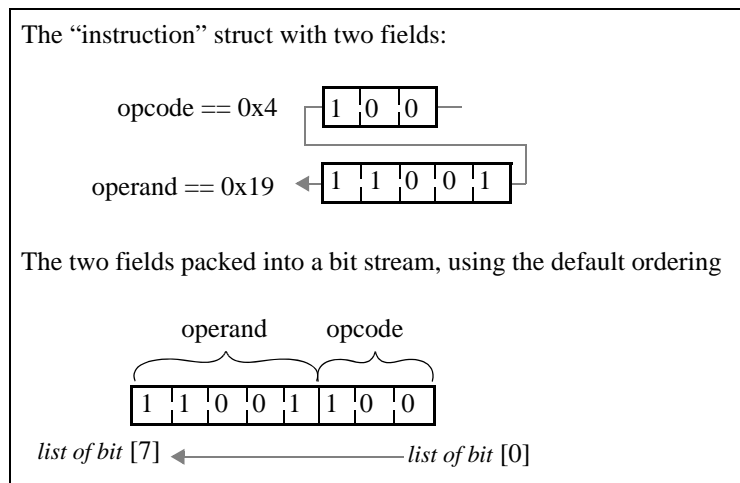 The “instruction” struct with two fields:
opcode == 0x4
1 0 0
operand == 0x19
1 1 0 0 1
The two fields packed into a bit stream, using the default ordering
operand opcode
1 1 0 0 1 1 0 0
list of bit [7] list of bit [0]